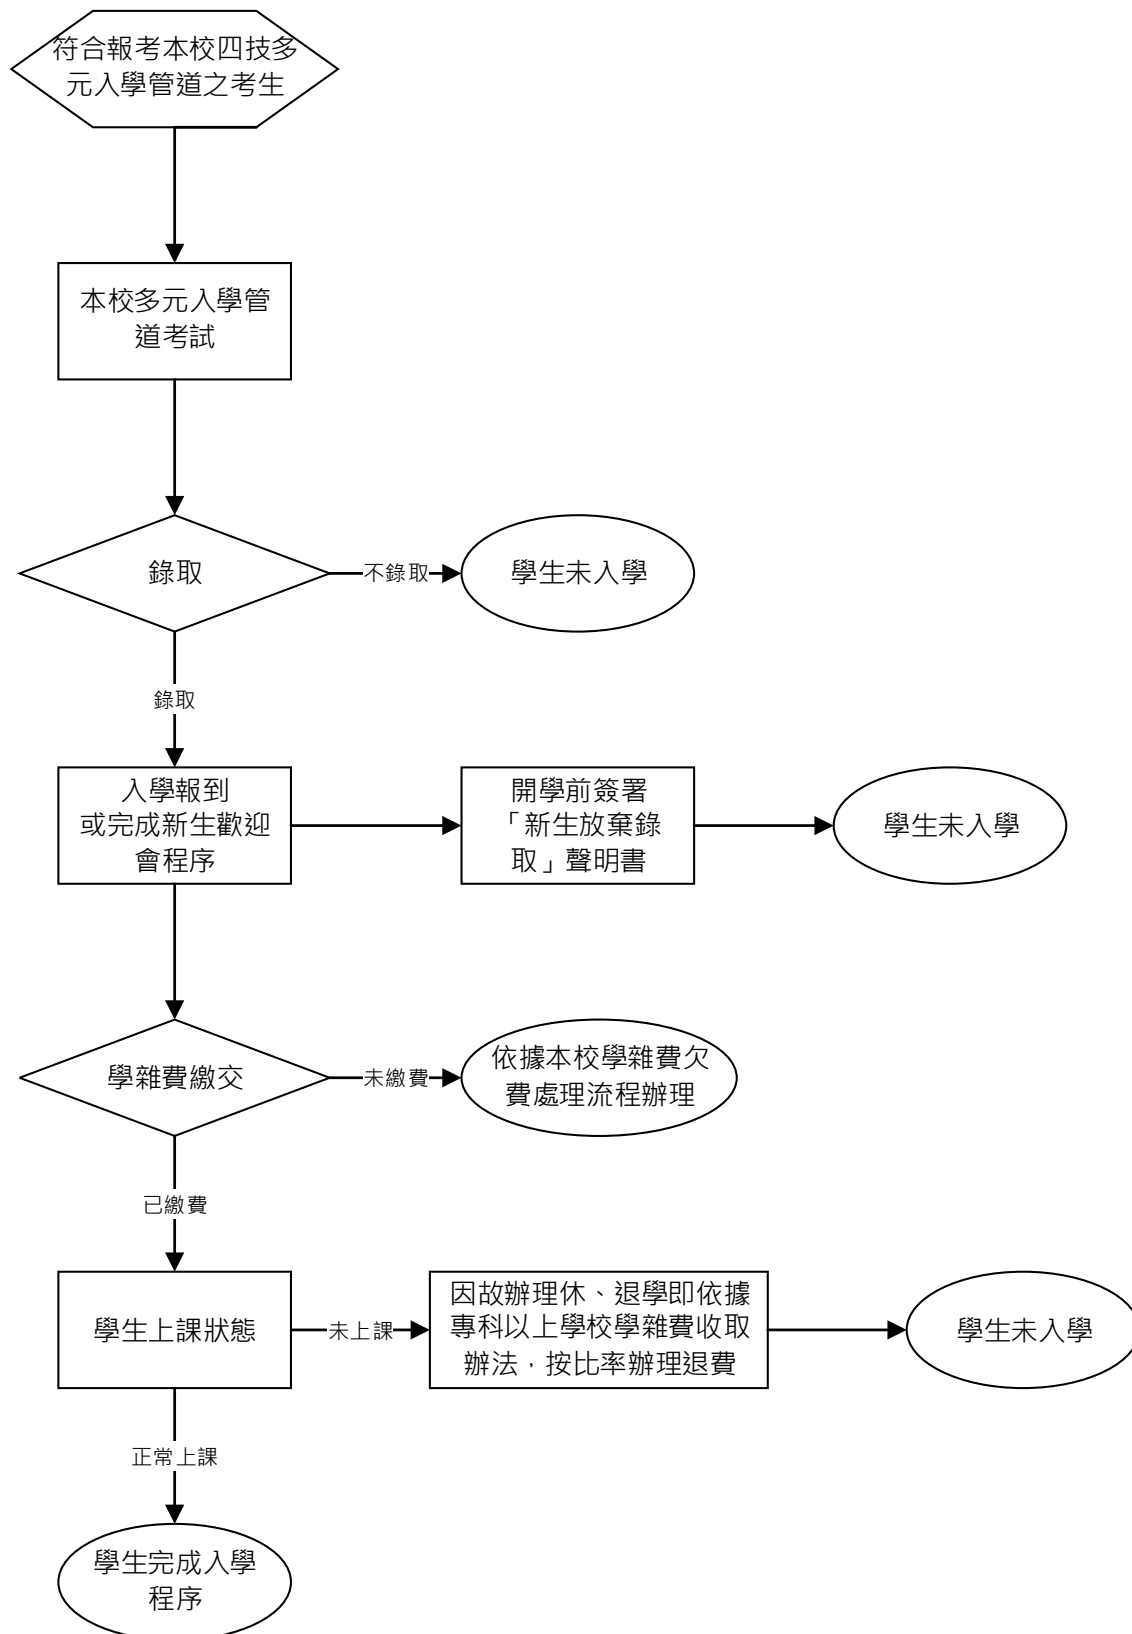 符合報考本校四技多
元入學管道之考生
本校多元入學管
道考試
錄取
不錄取
學生未入學
錄取
入學報到
或完成新生歡迎
會程序
開學前簽署
「新生放棄錄
取」聲明書
學生未入學
學雜費繳交
未繳費
依據本校學雜費欠
費處理流程辦理
已繳費
學生上課狀態
未上課
因故辦理休、退學即依據
專科以上學校學雜費收取
辦法，按比率辦理退費
學生未入學
正常上課
學生完成入學
程序